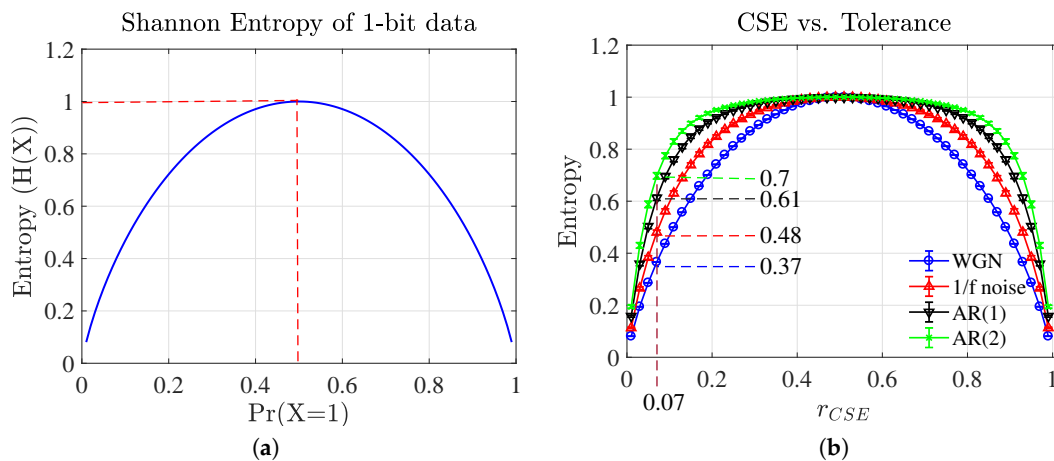 Shannon Entropy of 1-bit data
Entropy (H(X))
1.2
1
0.8
0.6
0.4
0.2
0
0 0.2 0.4 0.6 0.8 1
Pr(X=1)
(a)
CSE vs. Tolerance
Entropy
1.2
1
0.8
0.6
0.4
0.2
0
0.7
0.61
0.48
0.37
WGN
1/f noise
AR(1)
AR(2)
0 0.2 0.4 0.6 0.8 1
0.07
r_CSE
(b)